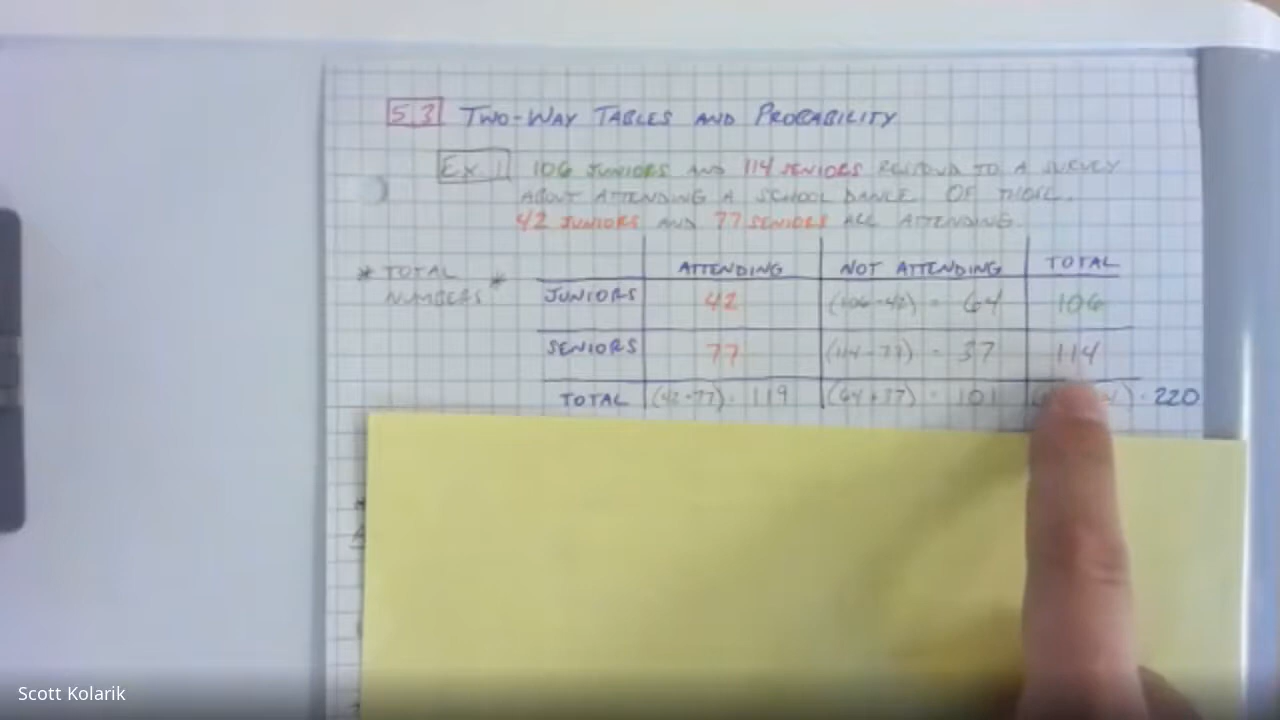 5.3 TWO-WAY TABLES AND PROBABILITY
Ex. 1 106 JUNIORS AND 114 SENIORS RESPOND TO A SURVEY
ABOUT ATTENDING A SCHOOL DANCE. OF THOSE,
42 JUNIORS AND 77 SENIORS ARE ATTENDING.
* TOTAL NUMBERS *
ATTENDING NOT ATTENDING TOTAL
JUNIORS 42 (106-42) = 64 106
SENIORS 77 (114-77) = 37 114
TOTAL (42+77) = 119 (64+37) = 101 = 220
Scott Kolarik